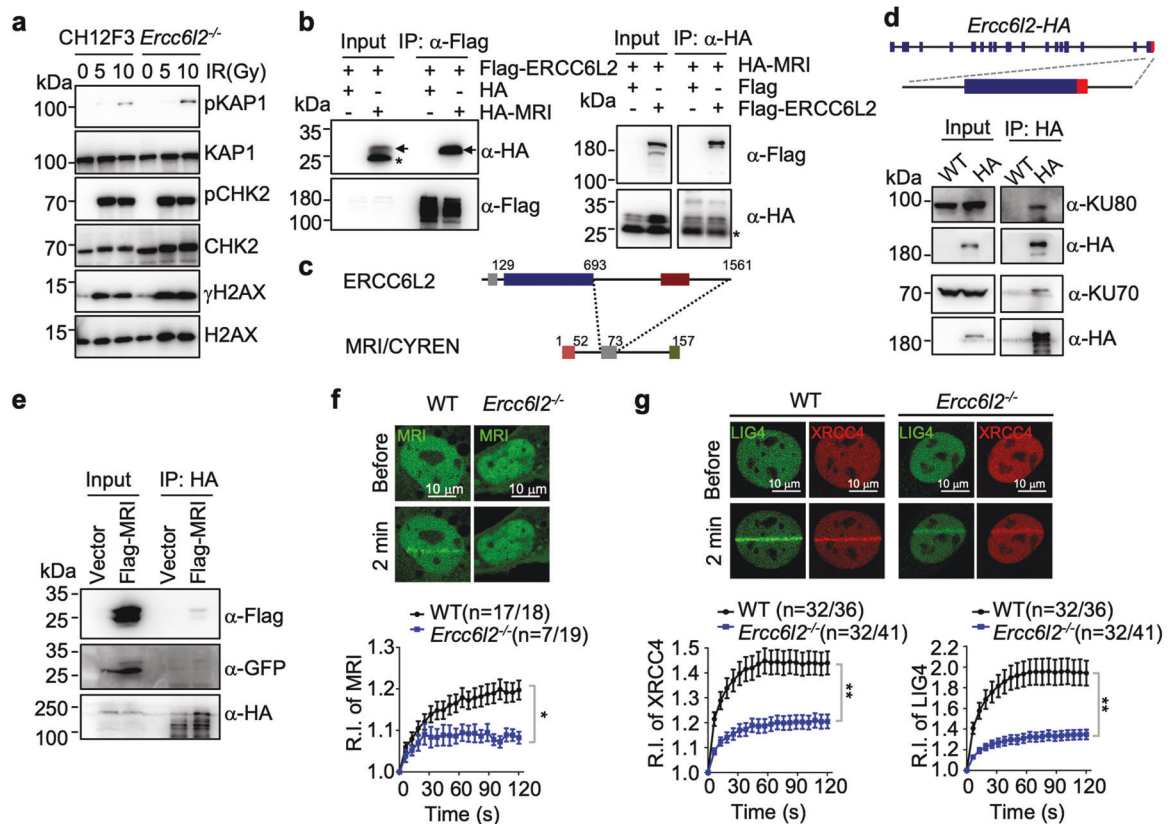 a
CH12F3 Ercc6l2-/-
kDa 0 5 10 0 5 10 IR(Gy)
100 pKAP1
100 KAP1
70 pCHK2
70 CHK2
15 γH2AX
15 H2AX
b
Input IP: α-Flag
+ + + + Flag-ERCC6L2
+ − + − HA
− + − + HA-MRI
kDa
35
25 * α-HA
180
100 α-Flag
Input IP: α-HA
+ + + + HA-MRI
+ − + − Flag
− + − + Flag-ERCC6L2
kDa
180
100 α-Flag
35
25 * α-HA
c
129 693 1561
ERCC6L2
1 52 73 157
MRI/CYREN
d
Ercc6l2-HA
Input IP: HA
kDa WT HA WT HA
100 α-KU80
180 α-HA
70 α-KU70
180 α-HA
e
Input IP: HA
kDa Vector Flag-MRI Vector Flag-MRI
35
25 α-Flag
35
25 α-GFP
250
100 α-HA
f
WT Ercc6l2-/-
MRI MRI
Before 10 μm 10 μm
2 min
WT(n=17/18)
Ercc6l2-/-(n=7/19)
R.I. of MRI
1.3
1.2
1.1
1.0
*
0 30 60 90 120
Time (s)
g
WT Ercc6l2-/-
LIG4 XRCC4 LIG4 XRCC4
Before 10 μm 10 μm 10 μm 10 μm
2 min
WT (n=32/36)
Ercc6l2-/-(n=32/41)
R.I. of XRCC4
1.5
1.4
1.3
1.2
1.1
1.0
**
0 30 60 90 120
Time (s)
WT(n=32/36)
Ercc6l2-/-(n=32/41)
R.I. of LIG4
2.2
2.0
1.8
1.6
1.4
1.2
1.0
**
0 30 60 90 120
Time (s)